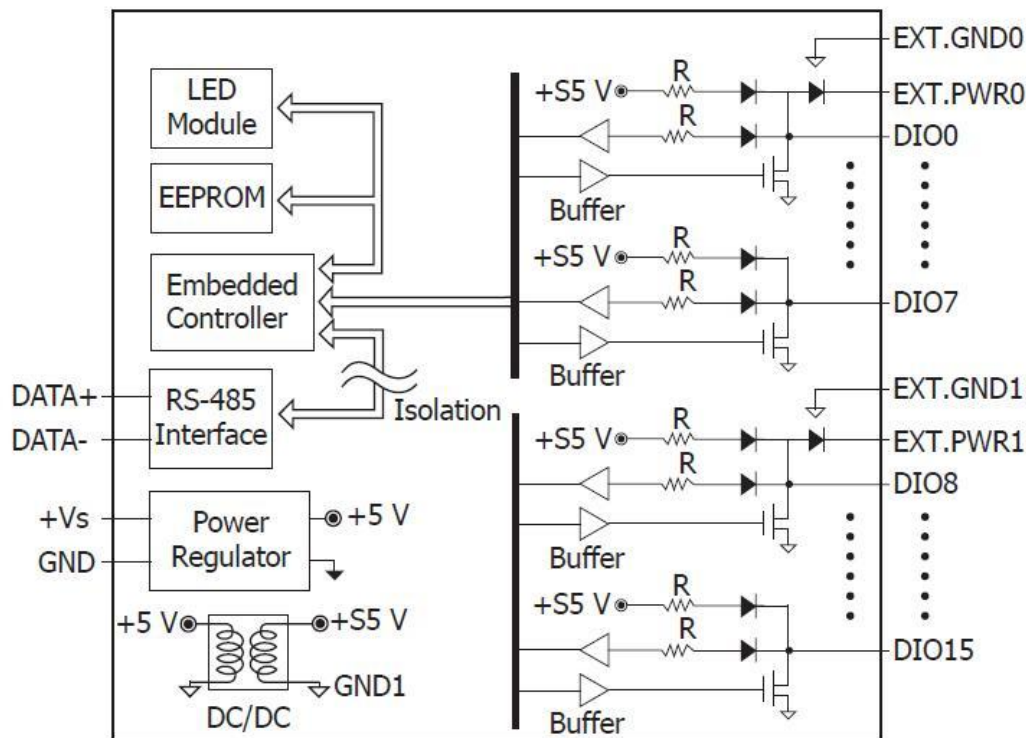 LED
Module
EEPROM
Embedded
Controller
RS-485
Interface
Isolation
DATA+
DATA-
Power
Regulator
+Vs
GND
+5 V
+5 V
+S5 V
GND1
DC/DC
+S5 V
R
R
Buffer
EXT.GND0
EXT.PWR0
DIO0
+S5 V
R
R
Buffer
DIO7
+S5 V
R
R
Buffer
EXT.GND1
EXT.PWR1
DIO8
+S5 V
R
R
Buffer
DIO15